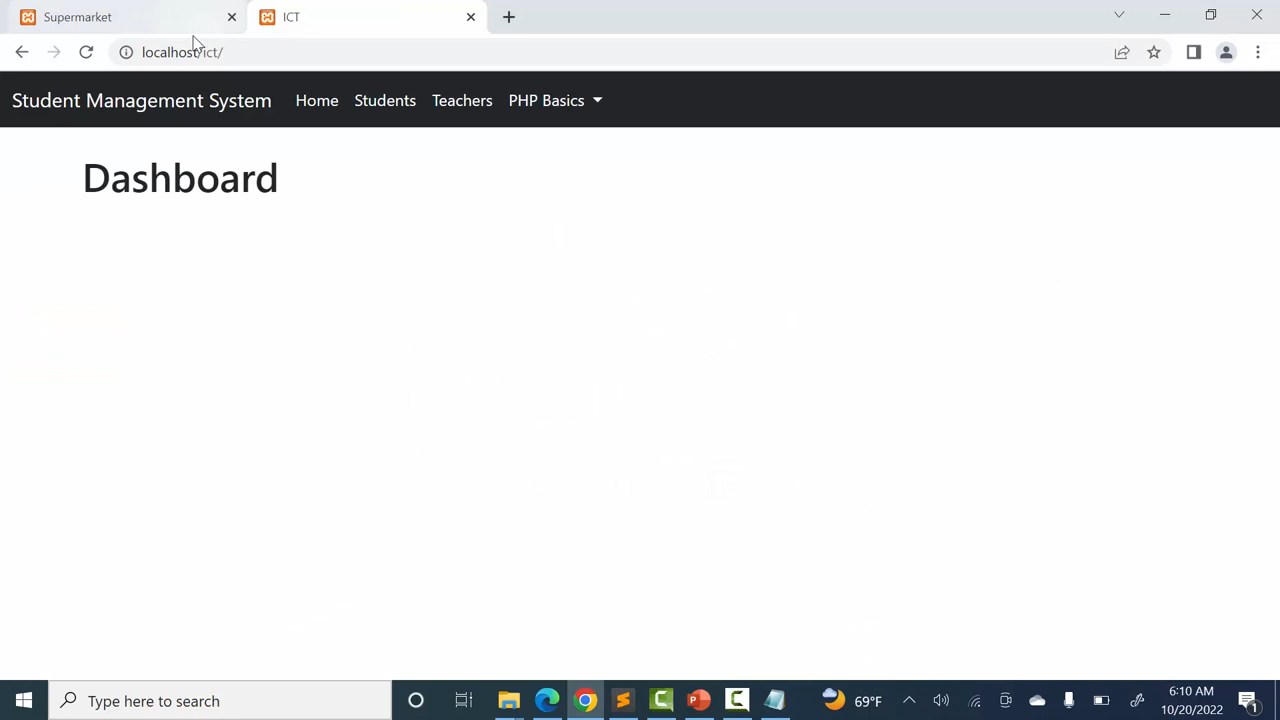 Supermarket
ICT
localhost/ict/
Student Management System Home Students Teachers PHP Basics
Dashboard
Type here to search
69°F
6:10 AM
10/20/2022
1